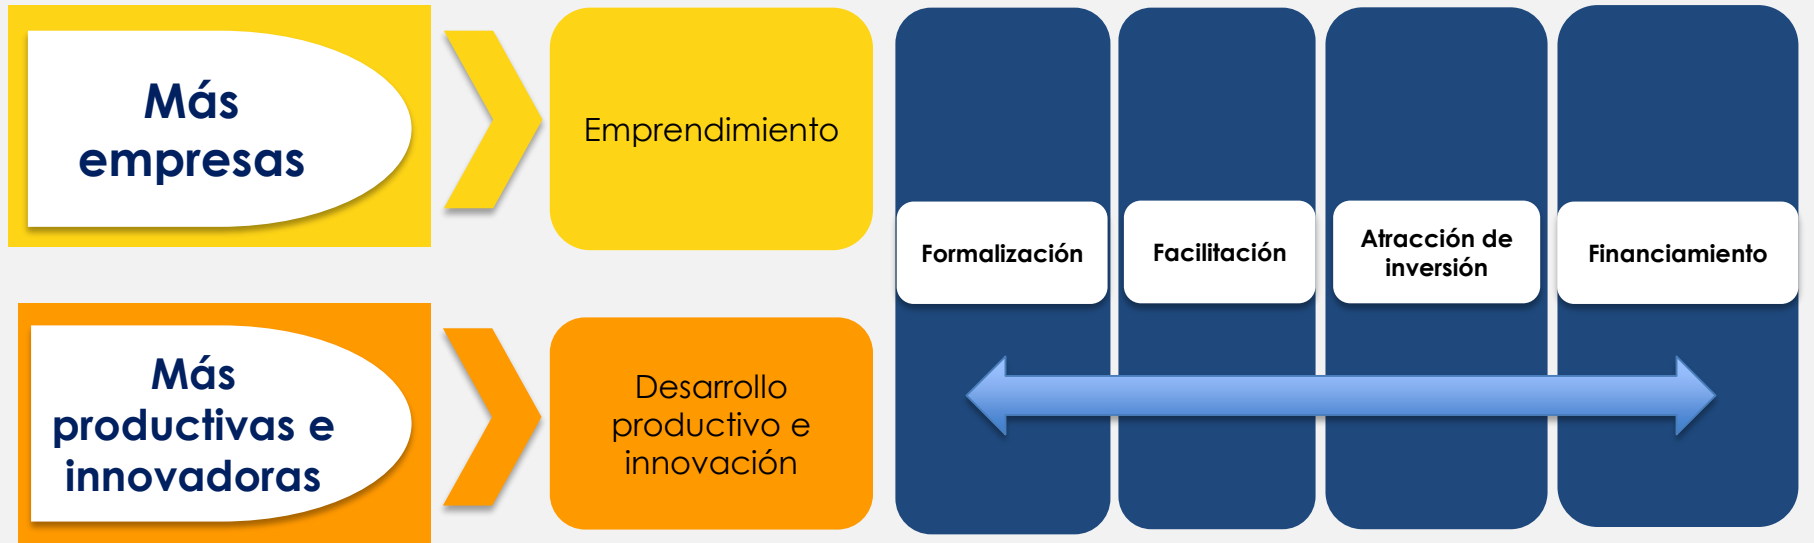 Más
empresas
Emprendimiento
Más
productivas e
innovadoras
Desarrollo
productivo e
innovación
Formalización
Facilitación
Atracción de
inversión
Financiamiento